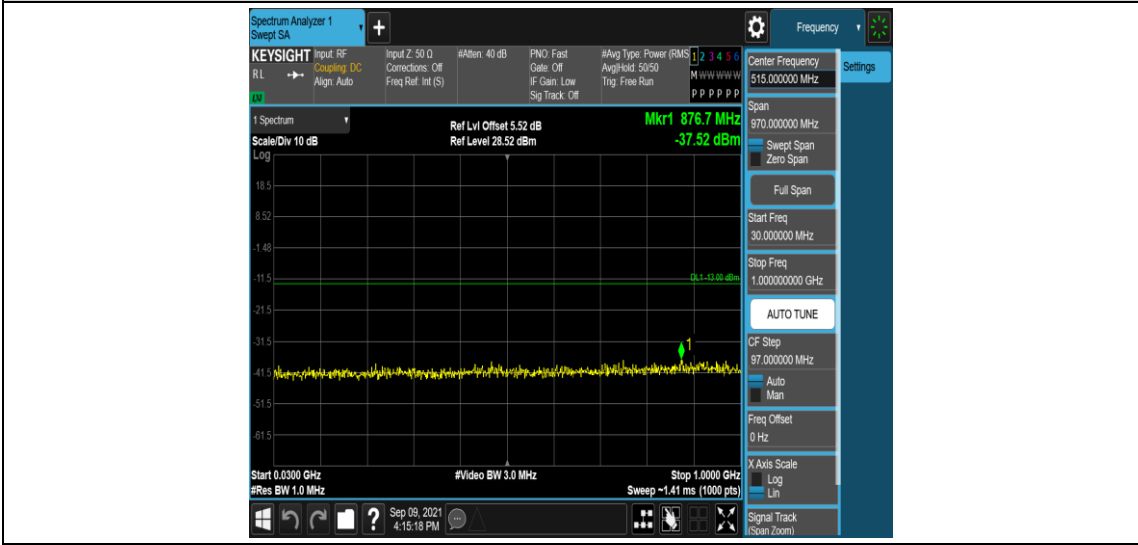 Spectrum Analyzer 1
Swept SA
Frequency
KEYSIGHT
RL
LM
Input: RF
Coupling: DC
Align: Auto
Input Z: 50 Ω
Corrections: Off
Freq Ref: Int (S)
#Atten: 40 dB
PNO: Fast
Gate: Off
IF Gain: Low
Sig Track: Off
#Avg Type: Power (RMS
Avg|Hold: 50/50
Trig: Free Run
1 2 3 4 5 6
M W W W W W
P P P P P P
1 Spectrum
Scale/Div 10 dB
Log
Ref Lvl Offset 5.52 dB
Ref Level 28.52 dBm
Mkr1 876.7 MHz
-37.52 dBm
18.5
8.52
-1.48
-11.5
DL1 -13.00 dBm
-21.5
-31.5
1
-41.5
-51.5
-61.5
Start 0.0300 GHz
#Res BW 1.0 MHz
#Video BW 3.0 MHz
Stop 1.0000 GHz
Sweep ~1.41 ms (1000 pts)
Sep 09, 2021
4:15:18 PM
Center Frequency
515.000000 MHz
Settings
Span
970.000000 MHz
Swept Span
Zero Span
Full Span
Start Freq
30.000000 MHz
Stop Freq
1.000000000 GHz
AUTO TUNE
CF Step
97.000000 MHz
Auto
Man
Freq Offset
0 Hz
X Axis Scale
Log
Lin
Signal Track
(Span Zoom)